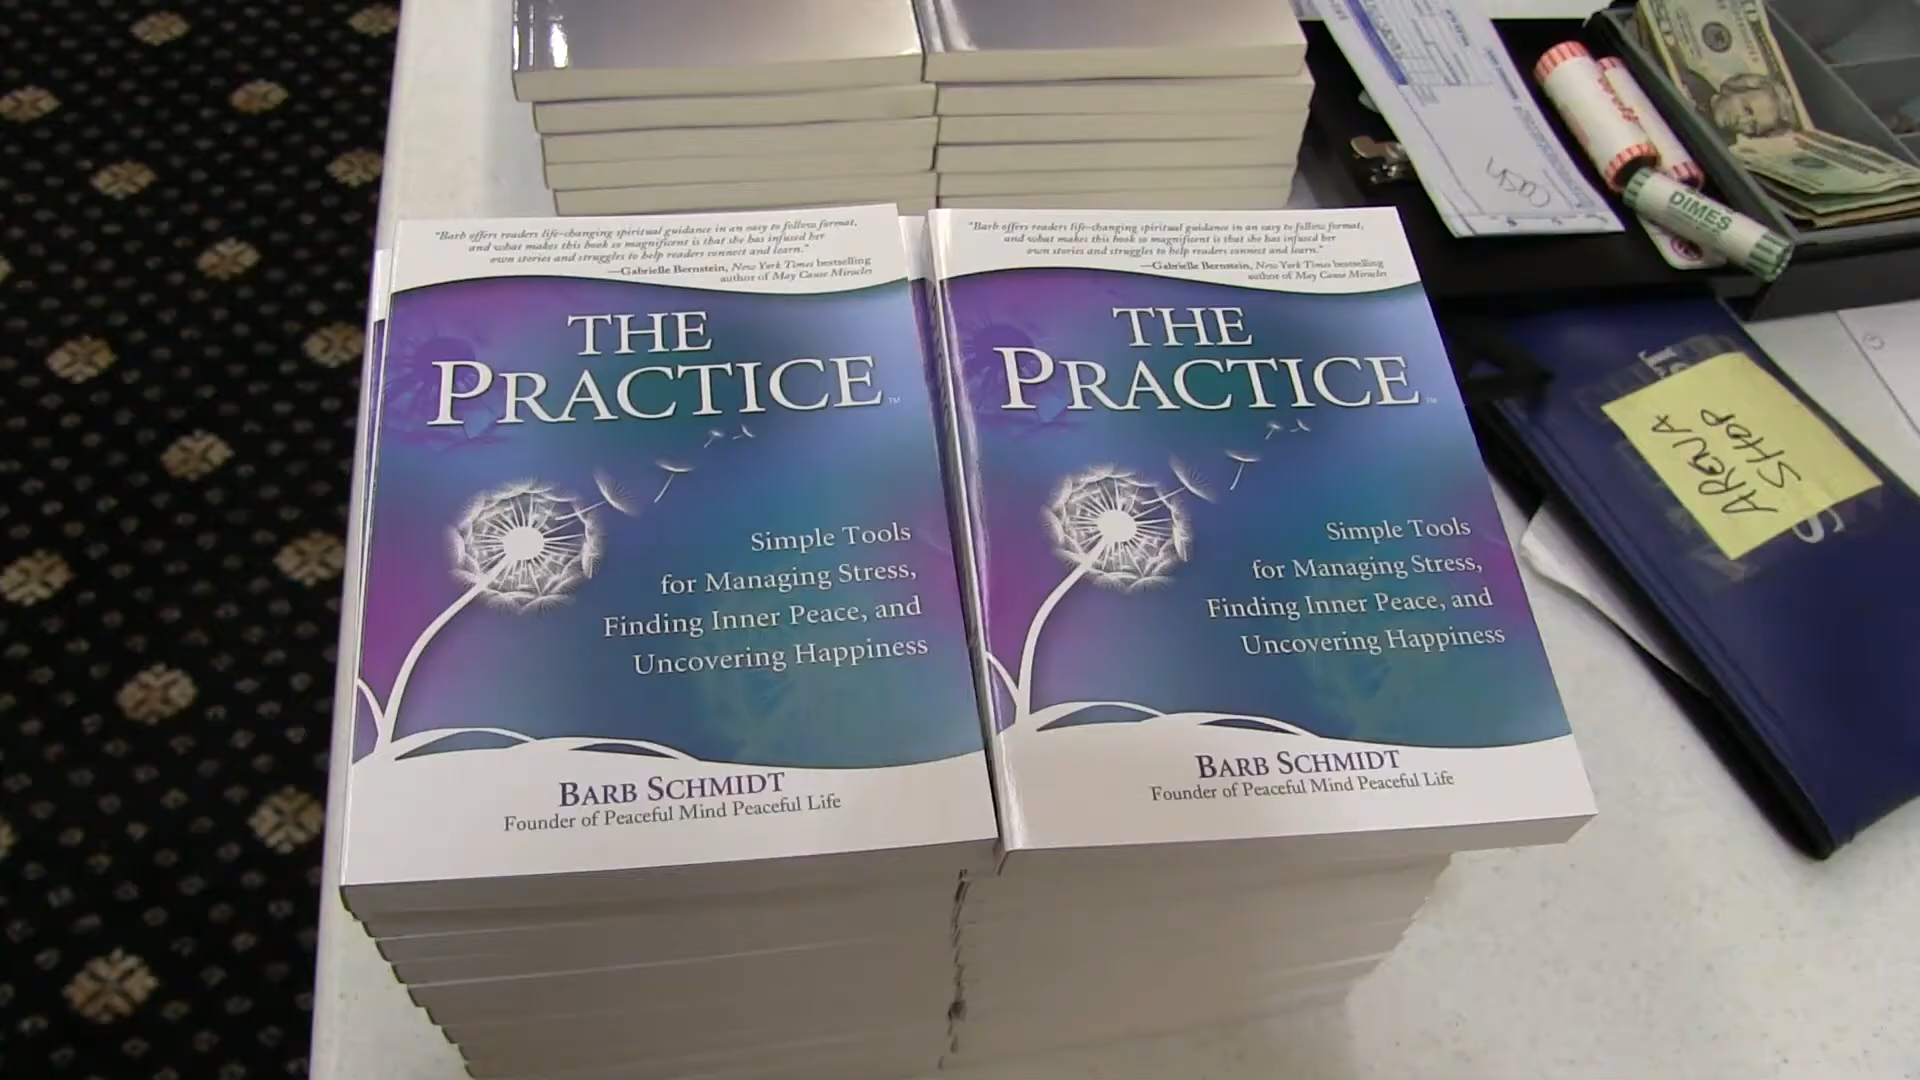 "Barb offers readers life-changing spiritual guidance in an easy to follow format,
and what makes this book so magnificent is that she has infused her
own stories and struggles to help readers connect and learn."
—Gabrielle Bernstein, New York Times bestselling
author of May Cause Miracles
THE
PRACTICE™
Simple Tools
for Managing Stress,
Finding Inner Peace, and
Uncovering Happiness
BARB SCHMIDT
Founder of Peaceful Mind Peaceful Life
"Barb offers readers life-changing spiritual guidance in an easy to follow format,
and what makes this book so magnificent is that she has infused her
own stories and struggles to help readers connect and learn."
—Gabrielle Bernstein, New York Times bestselling
author of May Cause Miracles
THE
PRACTICE™
Simple Tools
for Managing Stress,
Finding Inner Peace, and
Uncovering Happiness
BARB SCHMIDT
Founder of Peaceful Mind Peaceful Life
Cash
DIMES
SHOP